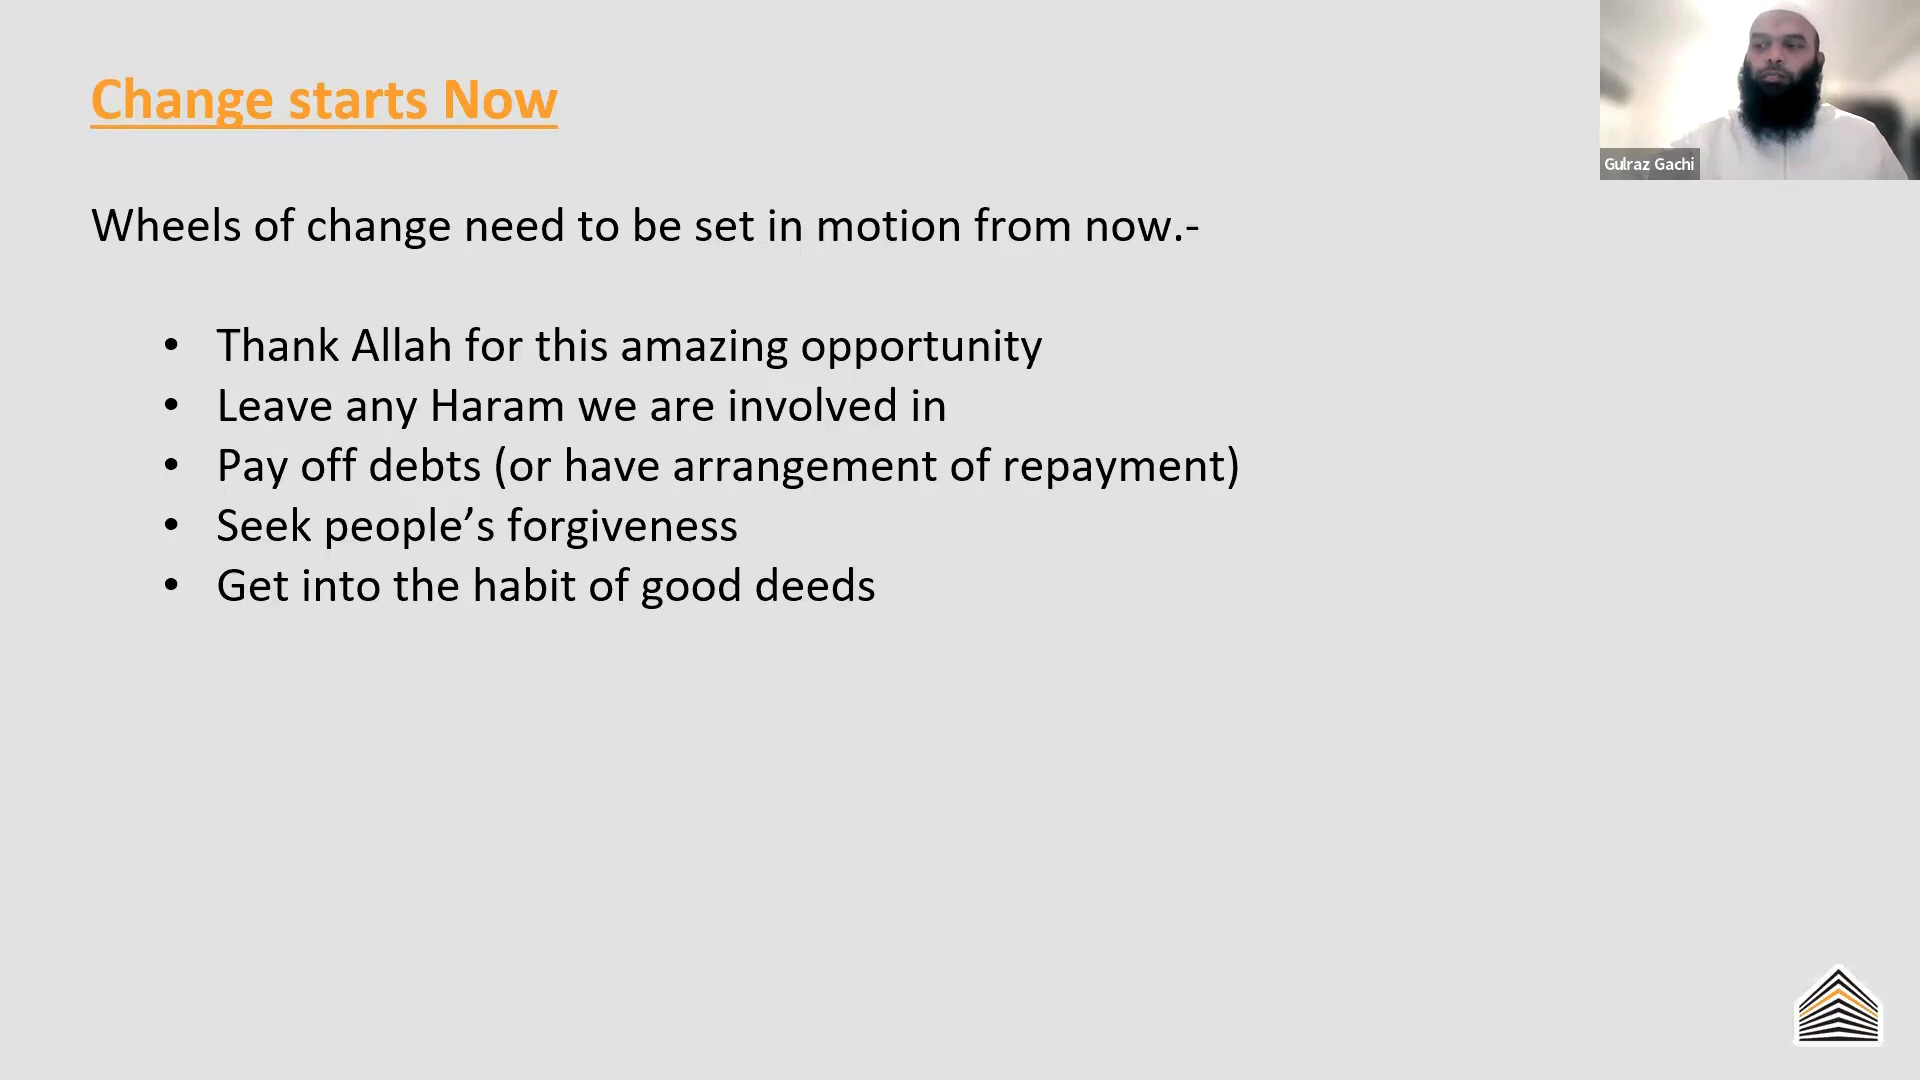 Change starts Now
Gulraz Gachi
Wheels of change need to be set in motion from now.-
• Thank Allah for this amazing opportunity
• Leave any Haram we are involved in
• Pay off debts (or have arrangement of repayment)
• Seek people’s forgiveness
• Get into the habit of good deeds